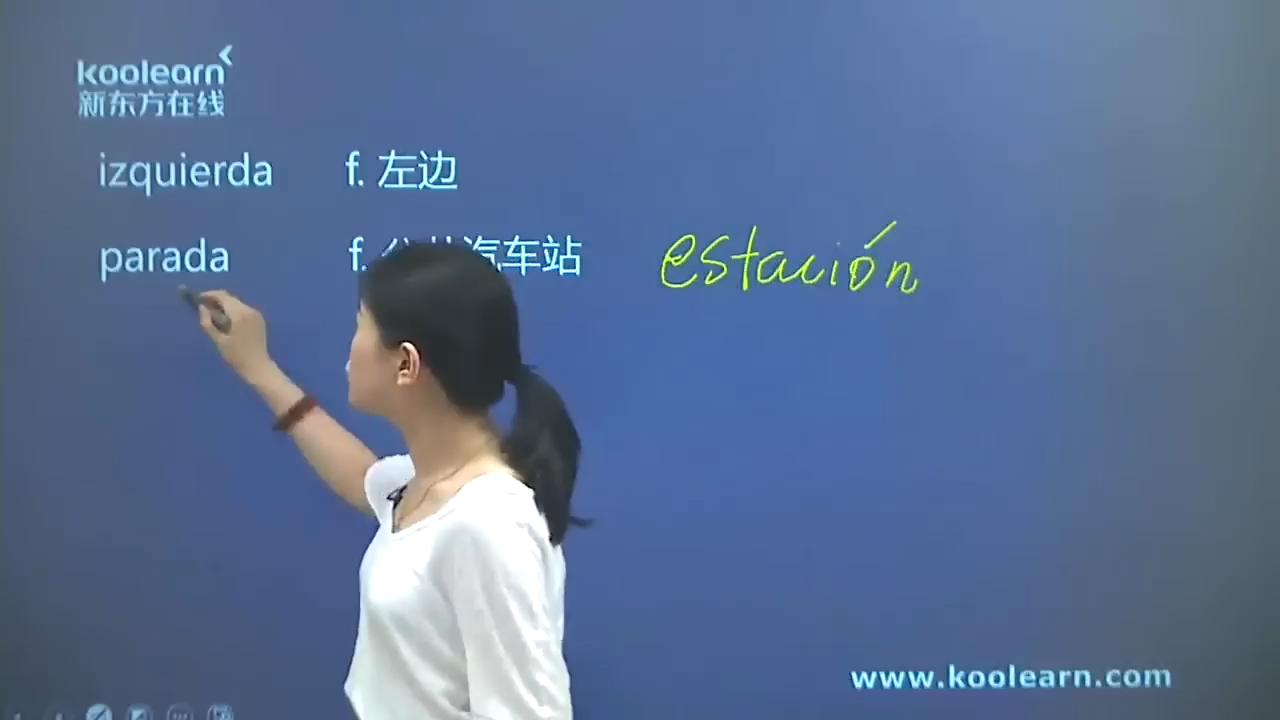 koolearn
新东方在线
izquierda f. 左边
parada f. 汽车站 estación
www.koolearn.com